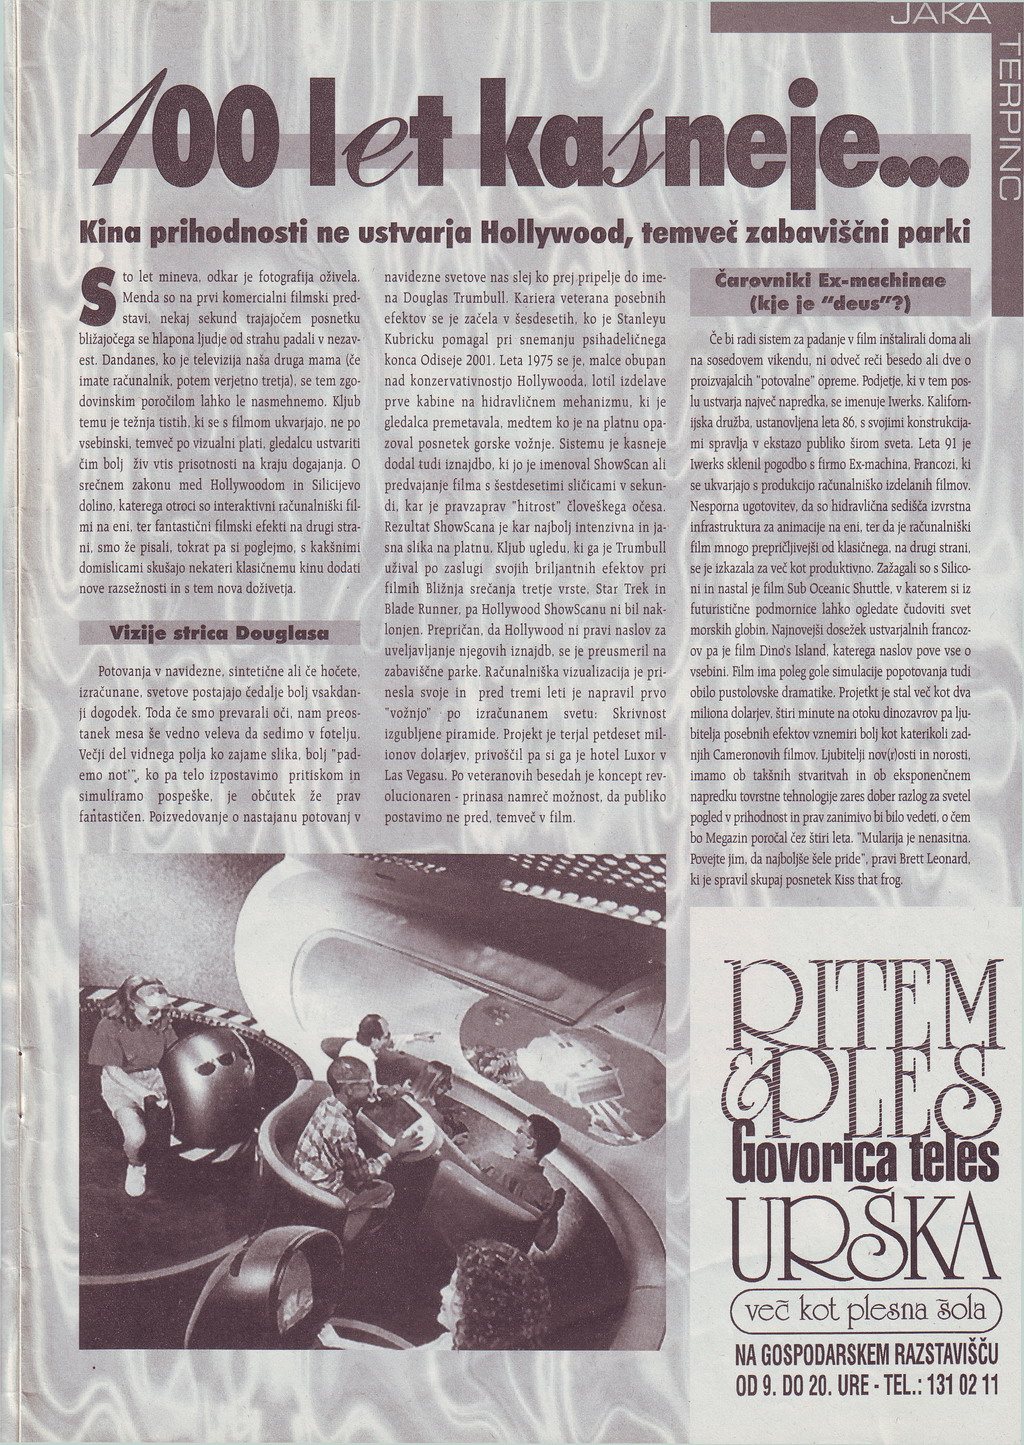 JAKA
TERPINC
100 let kasneje...
Kina prihodnosti ne ustvarja Hollywood, temveč zabaviščni parki
Sto let mineva, odkar je fotografija oživela.
Menda so na prvi komercialni filmski pred-
stavi, nekaj sekund trajajočem posnetku
bližajočega se hlapona ljudje od strahu padali v nezav-
est. Dandanes, ko je televizija naša druga mama (če
imate računalnik, potem verjetno tretja), se tem zgo-
dovinskim poročilom lahko le nasmehnemo. Kljub
temu je težnja tistih, ki se s filmom ukvarjajo, ne po
vsebinski, temveč po vizualni plati, gledalcu ustvariti
čim bolj živ vtis prisotnosti na kraju dogajanja. O
srečnem zakonu med Hollywoodom in Silicijevo
dolino, katerega otroci so interaktivni računalniški fil-
mi na eni, ter fantastični filmski efekti na drugi stra-
ni, smo že pisali, tokrat pa si poglejmo, s kakšnimi
domislicami skušajo nekateri klasičnemu kinu dodati
nove razsežnosti in s tem nova doživetja.
Vizije strica Douglasa
Potovanja v navidezne, sintetične ali če hočete,
izračunane, svetove postajajo čedalje bolj vsakdan-
ji dogodek. Toda če smo prevarali oči, nam preos-
tanek mesa še vedno veleva da sedimo v fotelju.
Večji del vidnega polja ko zajame slika, bolj "pad-
emo not'", ko pa telo izpostavimo pritiskom in
simuliramo pospeške, je občutek že prav
fantastičen. Poizvedovanje o nastajanu potovanj v
navidezne svetove nas slej ko prej pripelje do ime-
na Douglas Trumbull. Kariera veterana posebnih
efektov se je začela v šesdesetih, ko je Stanleyu
Kubricku pomagal pri snemanju psihadeličnega
konca Odiseje 2001. Leta 1975 se je, malce obupan
nad konzervativnostjo Hollywooda, lotil izdelave
prve kabine na hidravličnem mehanizmu, ki je
gledalca premetavala, medtem ko je na platnu opa-
zoval posnetek gorske vožnje. Sistemu je kasneje
dodal tudi iznajdbo, ki jo je imenoval ShowScan ali
predvajanje filma s šestdesetimi sličicami v sekun-
di, kar je pravzaprav "hitrost" človeškega očesa.
Rezultat ShowScana je kar najbolj intenzivna in ja-
sna slika na platnu. Kljub ugledu, ki ga je Trumbull
užival po zaslugi svojih briljantnih efektov pri
filmih Bližnja srečanja tretje vrste, Star Trek in
Blade Runner, pa Hollywood ShowScanu ni bil nak-
lonjen. Prepričan, da Hollywood ni pravi naslov za
uveljavljanje njegovih iznajdb, se je preusmeril na
zabaviščne parke. Računalniška vizualizacija je pri-
nesla svoje in pred tremi leti je napravil prvo
"vožnjo" po izračunanem svetu: Skrivnost
izgubljene piramide. Projekt je terjal petdeset mil-
ionov dolarjev, privoščil pa si ga je hotel Luxor v
Las Vegasu. Po veteranovih besedah je koncept rev-
olucionaren - prinasa namreč možnost, da publiko
postavimo ne pred, temveč v film.
Čarovniki Ex-machinae
(kje je "deus"?)
Če bi radi sistem za padanje v film inštalirali doma ali
na sosedovem vikendu, ni odveč reči besedo ali dve o
proizvajalcih "potovalne" opreme. Podjetje, ki v tem pos-
lu ustvarja največ napredka, se imenuje Iwerks. Kaliforn-
ijska družba, ustanovljena leta 86, s svojimi konstrukcija-
mi spravlja v ekstazo publiko širom sveta. Leta 91 je
Iwerks sklenil pogodbo s firmo Ex-machina, Francozi, ki
se ukvarjajo s produkcijo računalniško izdelanih filmov.
Nesporna ugotovitev, da so hidravlična sedišča izvrstna
infrastruktura za animacije na eni, ter da je računalniški
film mnogo prepričljivejši od klasičnega, na drugi strani,
se je izkazala za več kot produktivno. Zažagali so s Silico-
ni in nastal je film Sub Oceanic Shuttle, v katerem si iz
futuristične podmornice lahko ogledate čudoviti svet
morskih globin. Najnovejši dosežek ustvarjalnih francoz-
ov pa je film Dino's Island, katerega naslov pove vse o
vsebini. Film ima poleg gole simulacije popotovanja tudi
obilo pustolovske dramatike. Projetkt je stal več kot dva
miliona dolarjev, štiri minute na otoku dinozavrov pa lju-
bitelja posebnih efektov vznemiri bolj kot katerikoli zad-
njih Cameronovih filmov. Ljubitelji nov(r)osti in norosti,
imamo ob takšnih stvaritvah in ob eksponenčnem
napredku tovrstne tehnologije zares dober razlog za svetel
pogled v prihodnost in prav zanimivo bi bilo vedeti, o čem
bo Megazin poročal čez štiri leta. "Mularija je nenasitna.
Povejte jim, da najboljše šele pride", pravi Brett Leonard,
ki je spravil skupaj posnetek Kiss that frog.
RITEM
&PLES
Govorica teles
URŠKA
več kot plesna šola
NA GOSPODARSKEM RAZSTAVIŠČU
OD 9. DO 20. URE - TEL.: 131 02 11